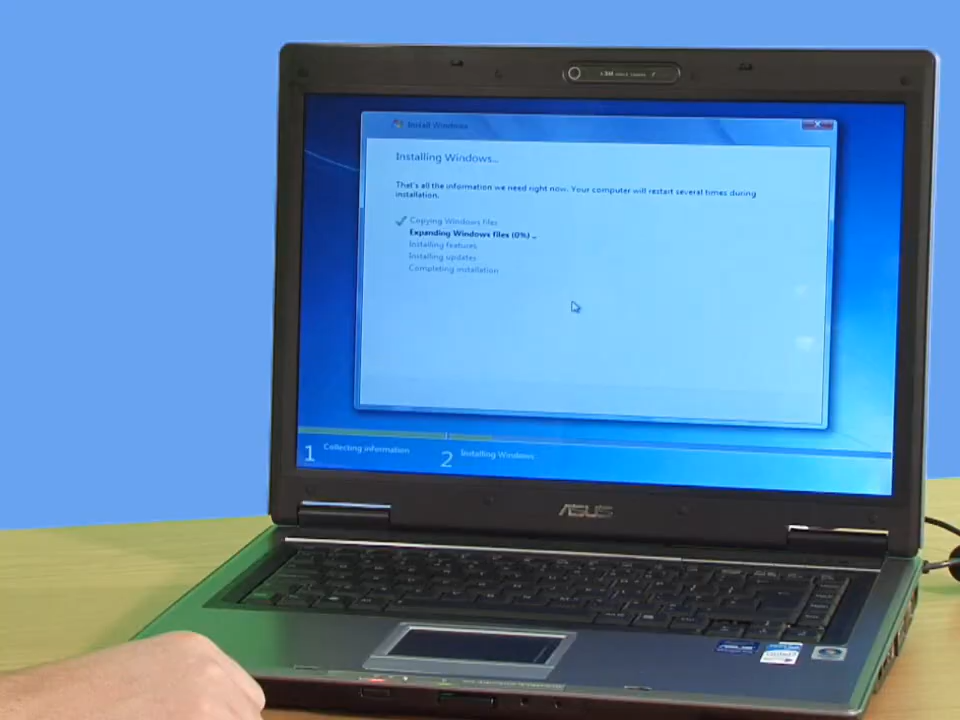 Install Windows
Installing Windows...
That's all the information we need right now. Your computer will restart several times during
installation.
Copying Windows files
Expanding Windows files (0%) ..
Installing features
Installing updates
Completing installation
1 Collecting information
2 Installing Windows
ASUS